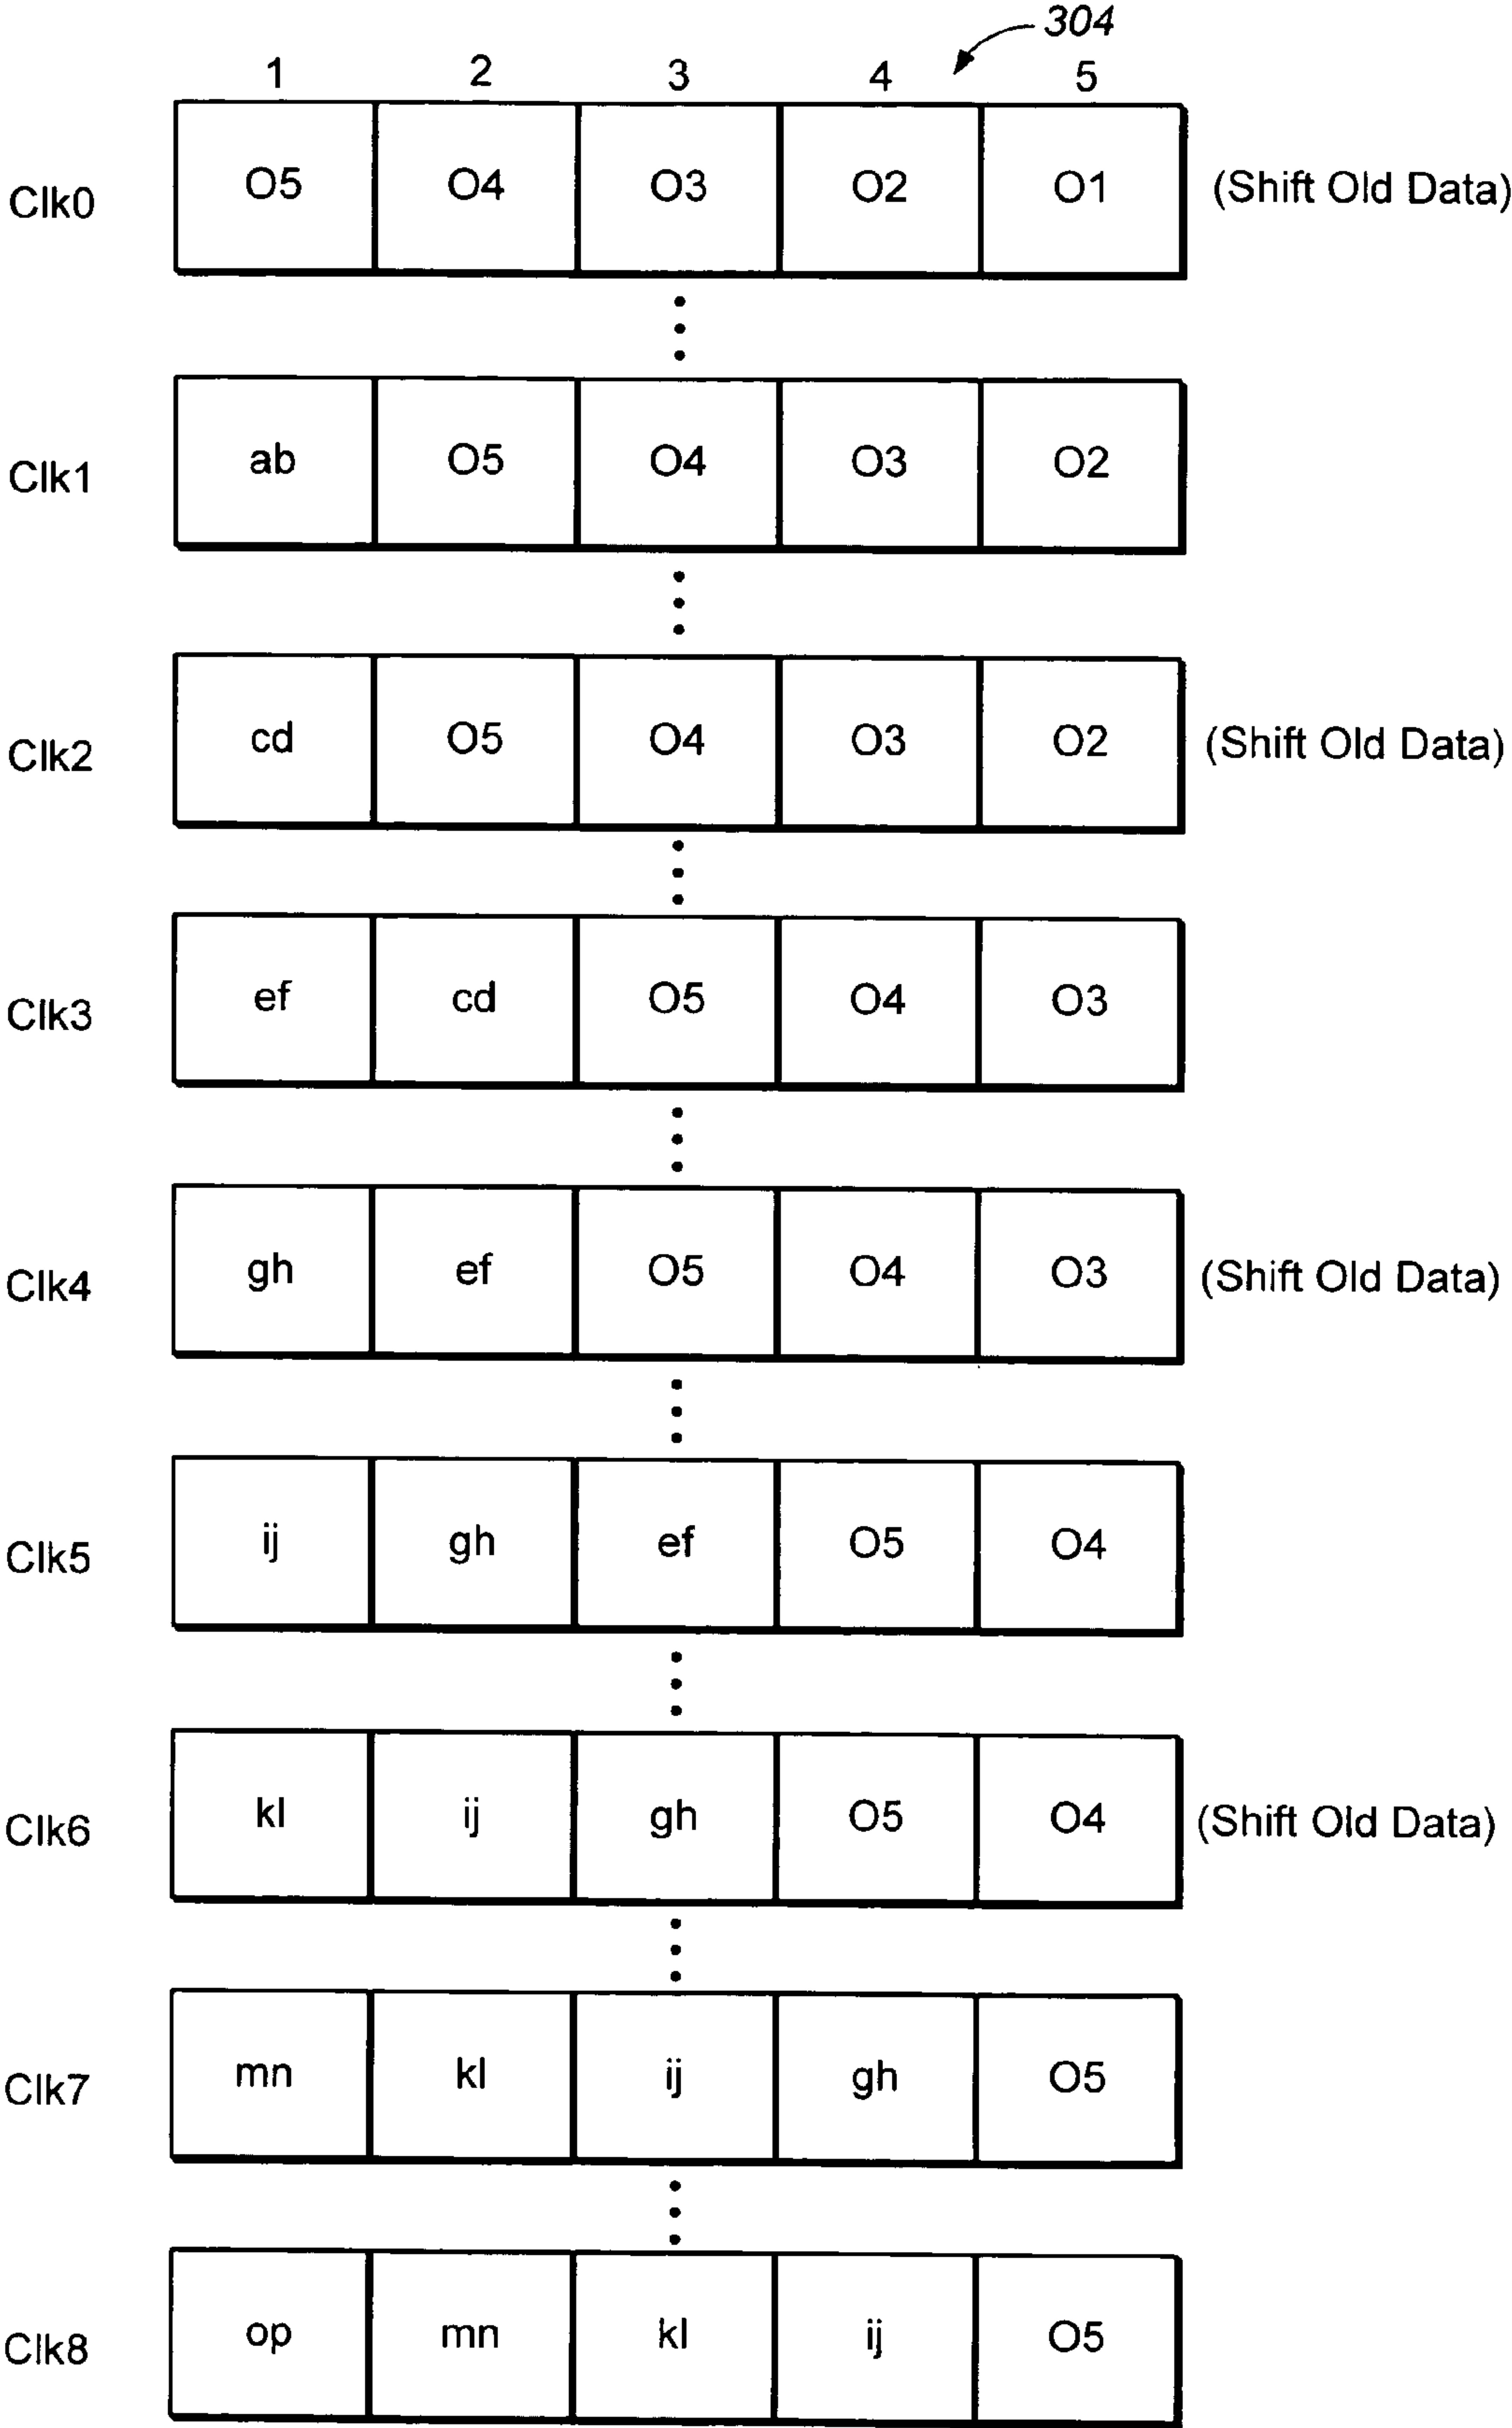 304
1 2 3 4 5
Clk0 O5 O4 O3 O2 O1 (Shift Old Data)
Clk1 ab O5 O4 O3 O2
Clk2 cd O5 O4 O3 O2 (Shift Old Data)
Clk3 ef cd O5 O4 O3
Clk4 gh ef O5 O4 O3 (Shift Old Data)
Clk5 ij gh ef O5 O4
Clk6 kl ij gh O5 O4 (Shift Old Data)
Clk7 mn kl ij gh O5
Clk8 op mn kl ij O5